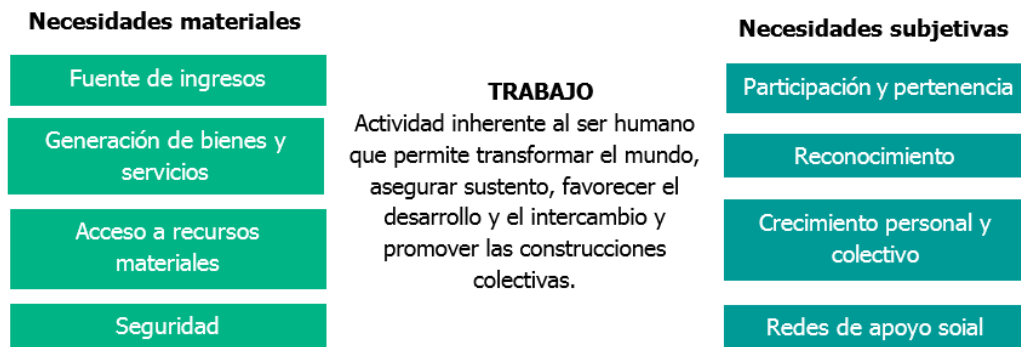 Necesidades materiales
Fuente de ingresos
Generación de bienes y
servicios
Acceso a recursos
materiales
Seguridad
TRABAJO
Actividad inherente al ser humano
que permite transformar el mundo,
asegurar sustento, favorecer el
desarrollo y el intercambio y
promover las construcciones
colectivas.
Necesidades subjetivas
Participación y pertenencia
Reconocimiento
Crecimiento personal y
colectivo
Redes de apoyo soial